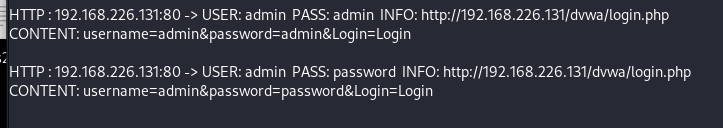 HTTP : 192.168.226.131:80 -> USER: admin  PASS: admin  INFO: http://192.168.226.131/dvwa/login.php
CONTENT: username=admin&password=admin&Login=Login
HTTP : 192.168.226.131:80 -> USER: admin  PASS: password  INFO: http://192.168.226.131/dvwa/login.php
CONTENT: username=admin&password=password&Login=Login